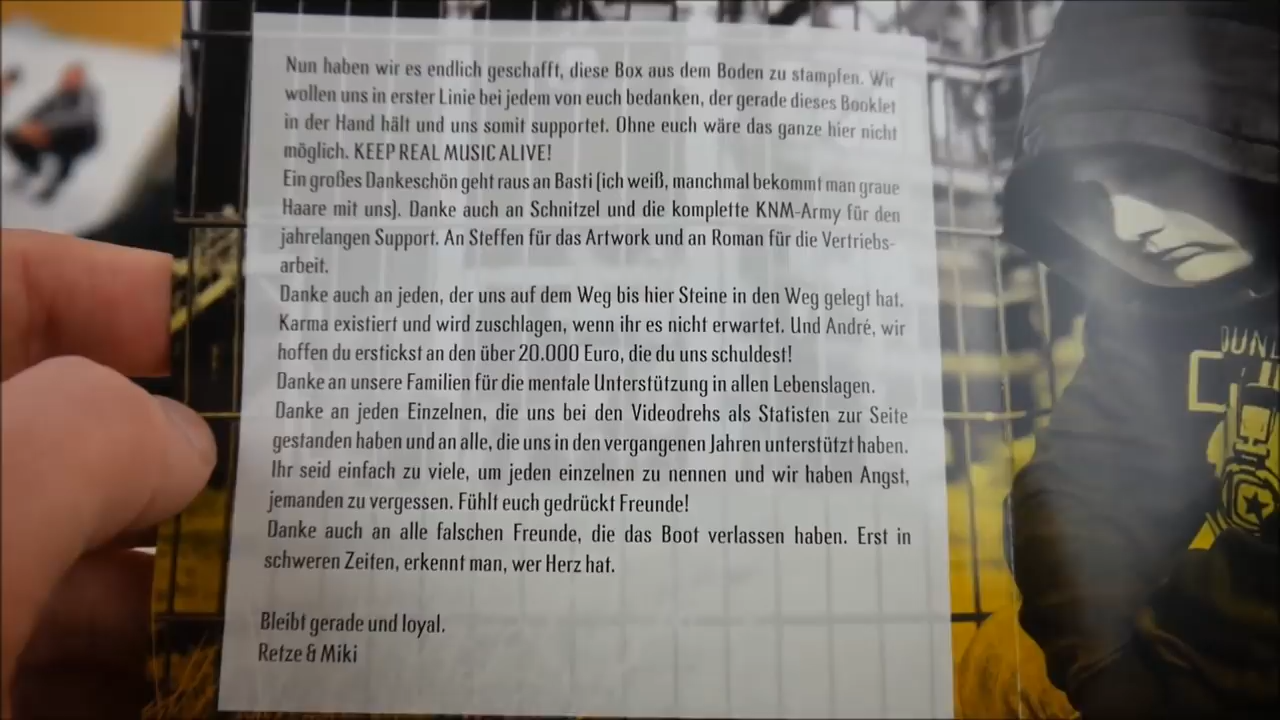 Nun haben wir es endlich geschafft, diese Box aus dem Boden zu stampfen. Wir
wollen uns in erster Linie bei jedem von euch bedanken, der gerade dieses Booklet
in der Hand hält und uns somit supportet. Ohne euch wäre das ganze hier nicht
möglich. KEEP REAL MUSIC ALIVE!
Ein großes Dankeschön geht raus an Basti (ich weiß, manchmal bekommt man graue
Haare mit uns). Danke auch an Schnitzel und die komplette KNM-Army für den
jahrelangen Support. An Steffen für das Artwork und an Roman für die Vertriebs-
arbeit.
Danke auch an jeden, der uns auf dem Weg bis hier Steine in den Weg gelegt hat.
Karma existiert und wird zuschlagen, wenn ihr es nicht erwartet. Und André, wir
hoffen du erstickst an den über 20.000 Euro, die du uns schuldest!
Danke an unsere Familien für die mentale Unterstützung in allen Lebenslagen.
Danke an jeden Einzelnen, die uns bei den Videodrehs als Statisten zur Seite
gestanden haben und an alle, die uns in den vergangenen Jahren unterstützt haben.
Ihr seid einfach zu viele, um jeden einzelnen zu nennen und wir haben Angst,
jemanden zu vergessen. Fühlt euch gedrückt Freunde!
Danke auch an alle falschen Freunde, die das Boot verlassen haben. Erst in
schweren Zeiten, erkennt man, wer Herz hat.
Bleibt gerade und loyal.
Retze & Miki